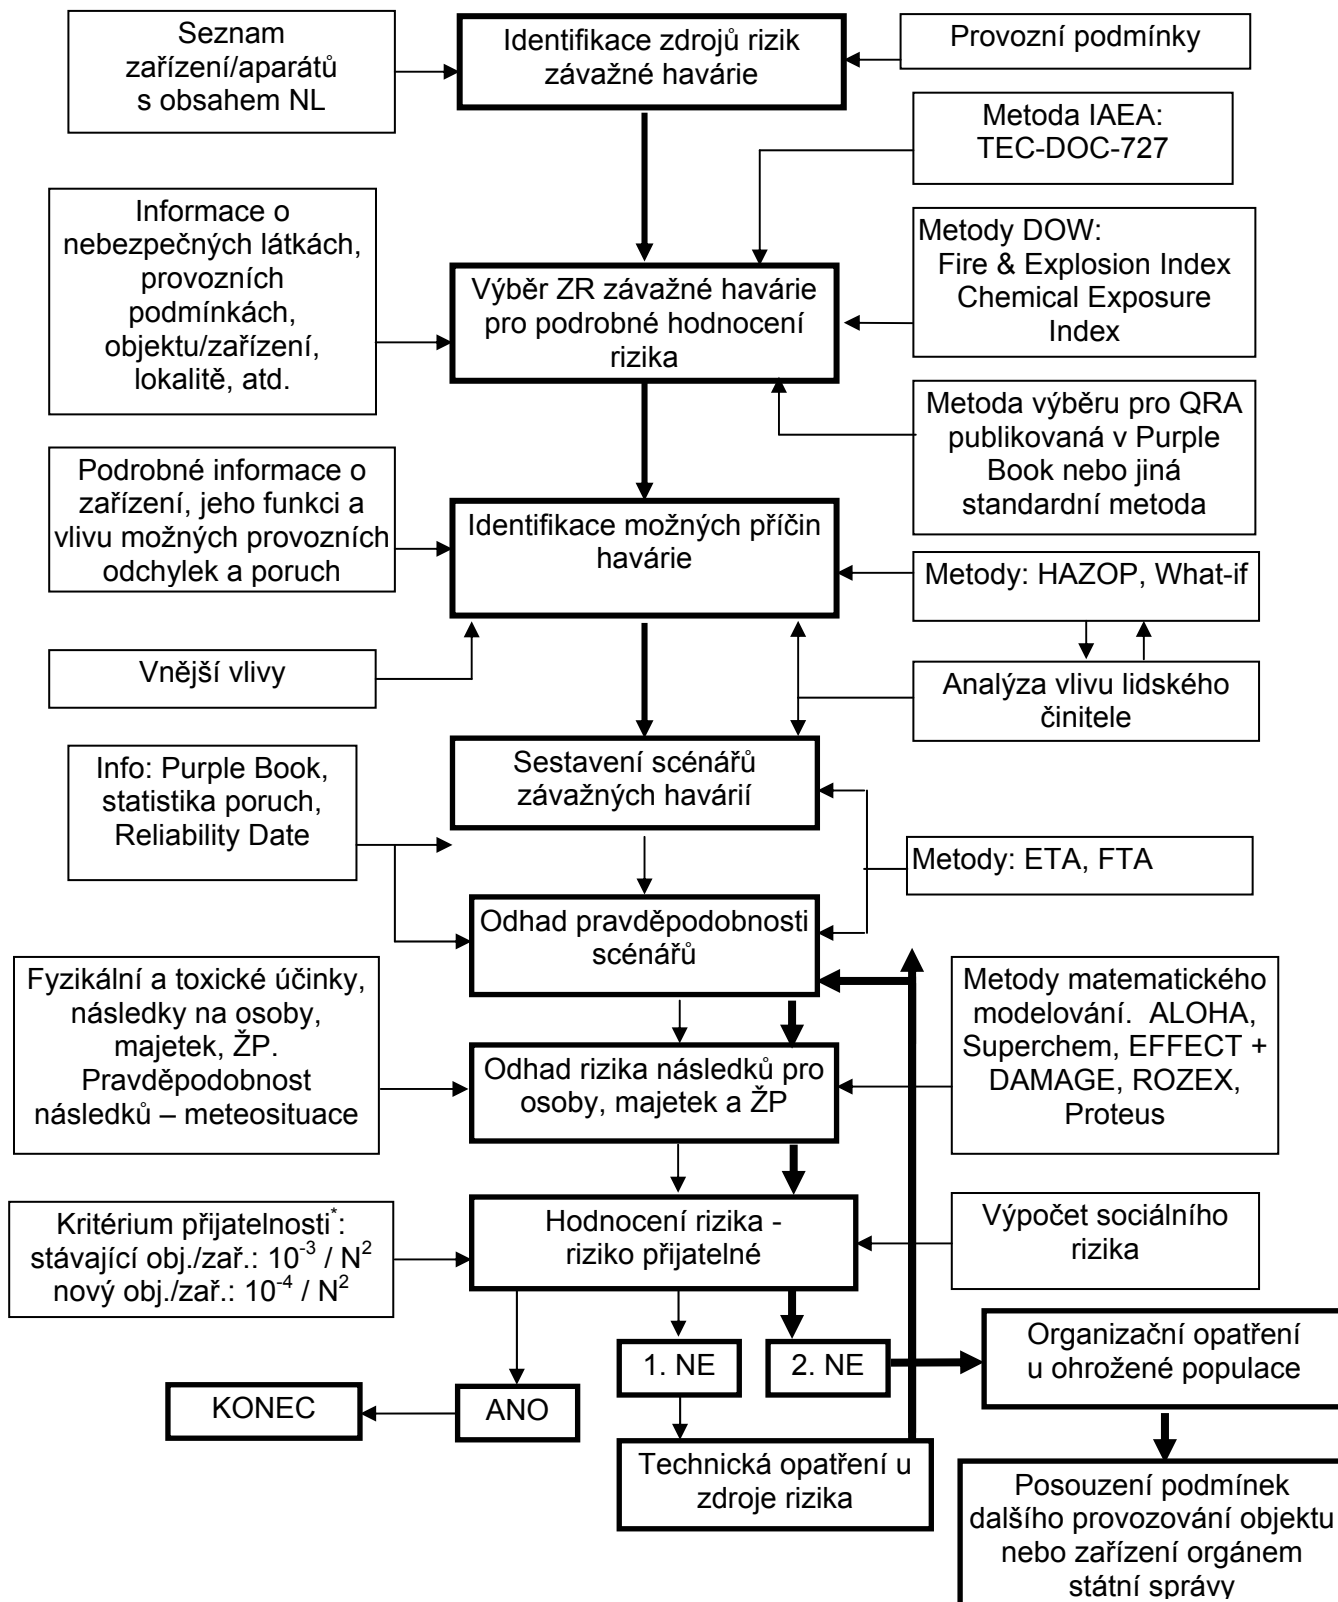 Seznam
zařízení/aparátů
s obsahem NL
Identifikace zdrojů rizik
závažné havárie
Provozní podmínky
Metoda IAEA:
TEC-DOC-727
Informace o
nebezpečných látkách,
provozních
podmínkách,
objektu/zařízení,
lokalitě, atd.
Výběr ZR závažné havárie
pro podrobné hodnocení
rizika
Metody DOW:
Fire & Explosion Index
Chemical Exposure
Index
Metoda výběru pro QRA
publikovaná v Purple
Book nebo jiná
standardní metoda
Podrobné informace o
zařízení, jeho funkci a
vlivu možných provozních
odchylek a poruch
Identifikace možných příčin
havárie
Metody: HAZOP, What-if
Vnější vlivy
Analýza vlivu lidského
činitele
Info: Purple Book,
statistika poruch,
Reliability Date
Sestavení scénářů
závažných havárií
Metody: ETA, FTA
Odhad pravděpodobnosti
scénářů
Fyzikální a toxické účinky,
následky na osoby,
majetek, ŽP.
Pravděpodobnost
následků – meteosituace
Odhad rizika následků pro
osoby, majetek a ŽP
Metody matematického
modelování. ALOHA,
Superchem, EFFECT +
DAMAGE, ROZEX,
Proteus
Kritérium přijatelnosti*:
stávající obj./zař.: 10⁻³ / N²
nový obj./zař.: 10⁻⁴ / N²
Hodnocení rizika -
riziko přijatelné
Výpočet sociálního
rizika
1. NE
2. NE
Organizační opatření
u ohrožené populace
KONEC
ANO
Technická opatření u
zdroje rizika
Posouzení podmínek
dalšího provozování objektu
nebo zařízení orgánem
státní správy